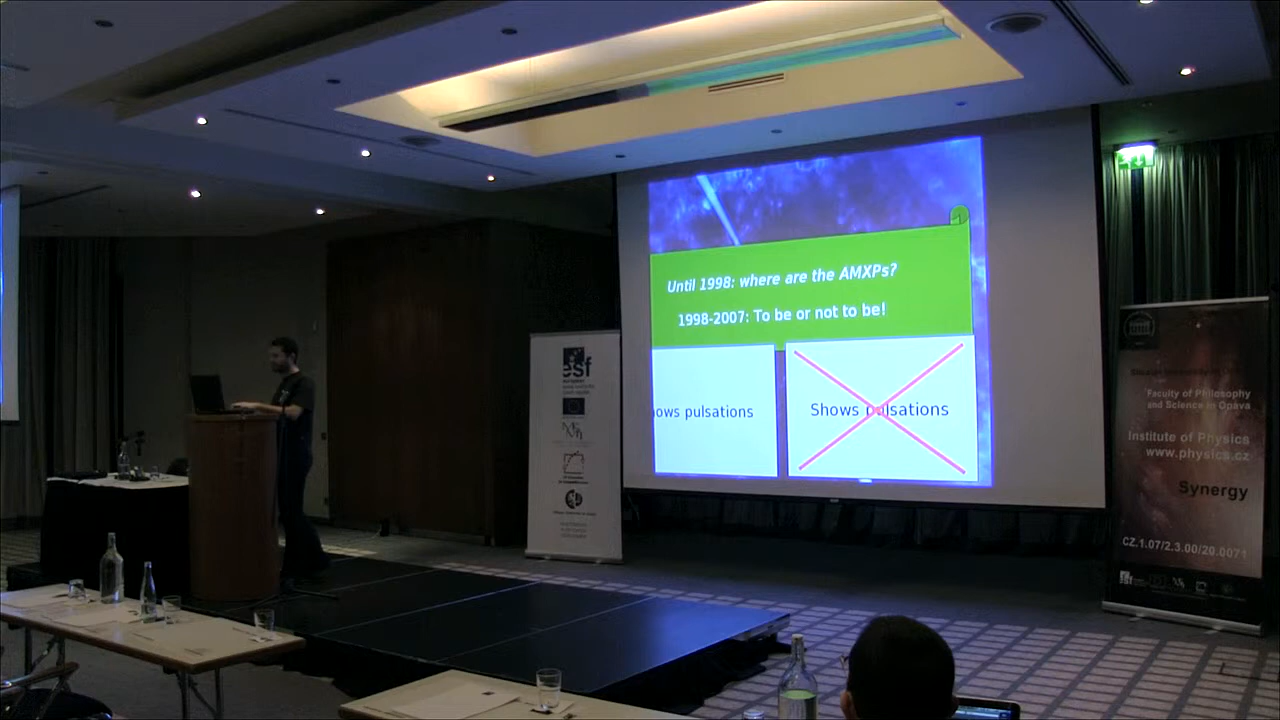 Until 1998: where are the AMXPs?
1998-2007: To be or not to be!
ows pulsations
Shows pulsations
esf
Faculty of Philosophy
and Science in Opava
Institute of Physics
www.physics.cz
Synergy
CZ.1.07/2.3.00/20.0071
esf